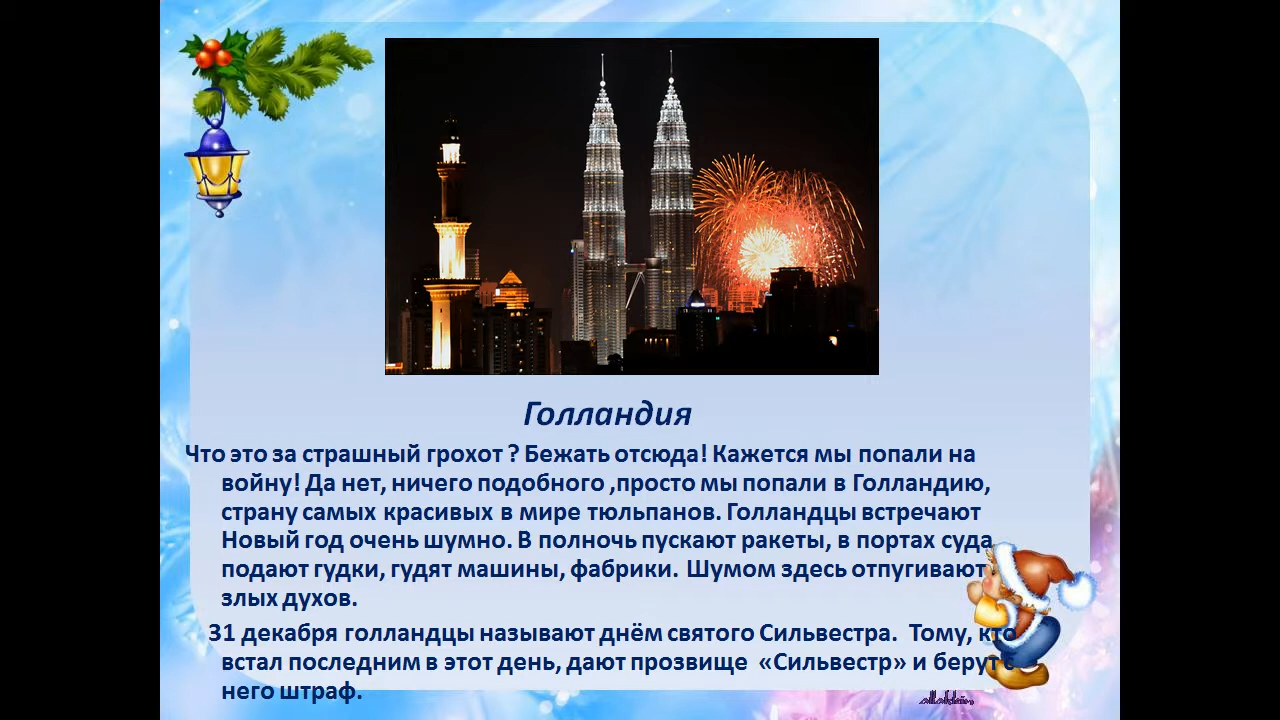 Голландия
Что это за страшный грохот ? Бежать отсюда! Кажется мы попали на
войну! Да нет, ничего подобного ,просто мы попали в Голландию,
страну самых красивых в мире тюльпанов. Голландцы встречают
Новый год очень шумно. В полночь пускают ракеты, в портах суда
подают гудки, гудят машины, фабрики. Шумом здесь отпугивают
злых духов.
31 декабря голландцы называют днём святого Сильвестра. Тому, кто
встал последним в этот день, дают прозвище «Сильвестр» и берут с
него штраф.